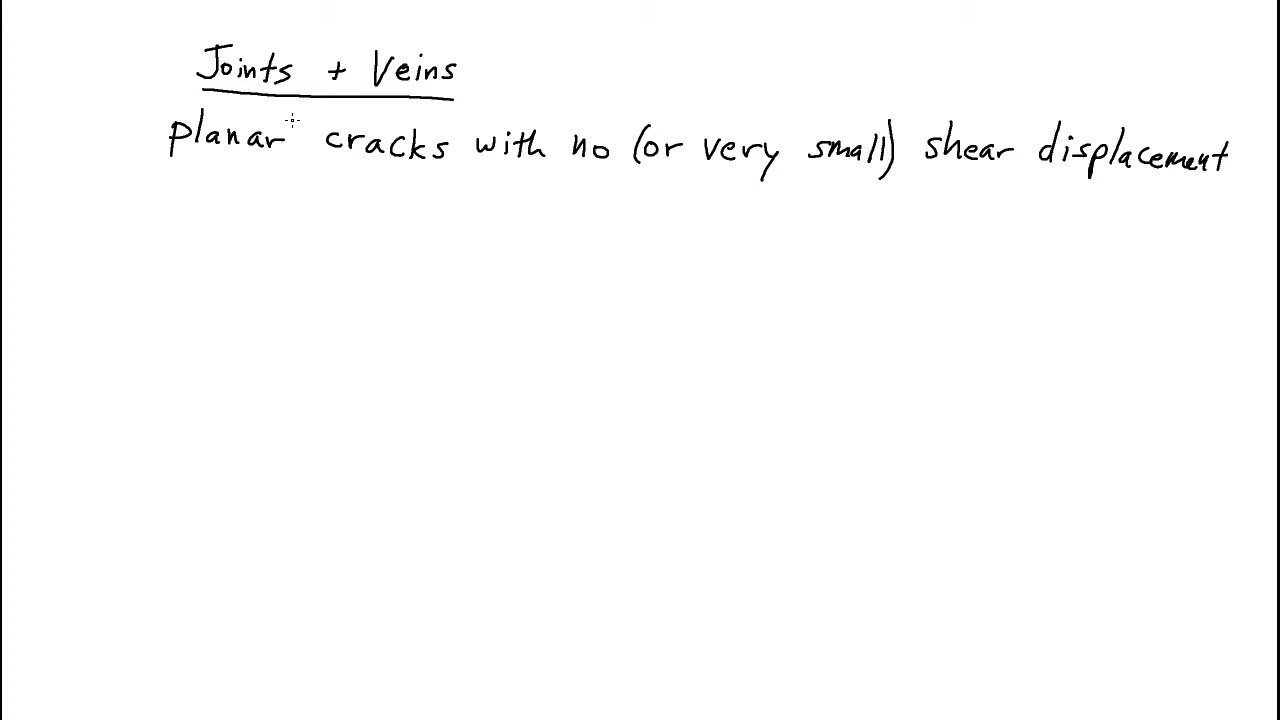 Joints + Veins
planar cracks with no (or very small) shear displacement